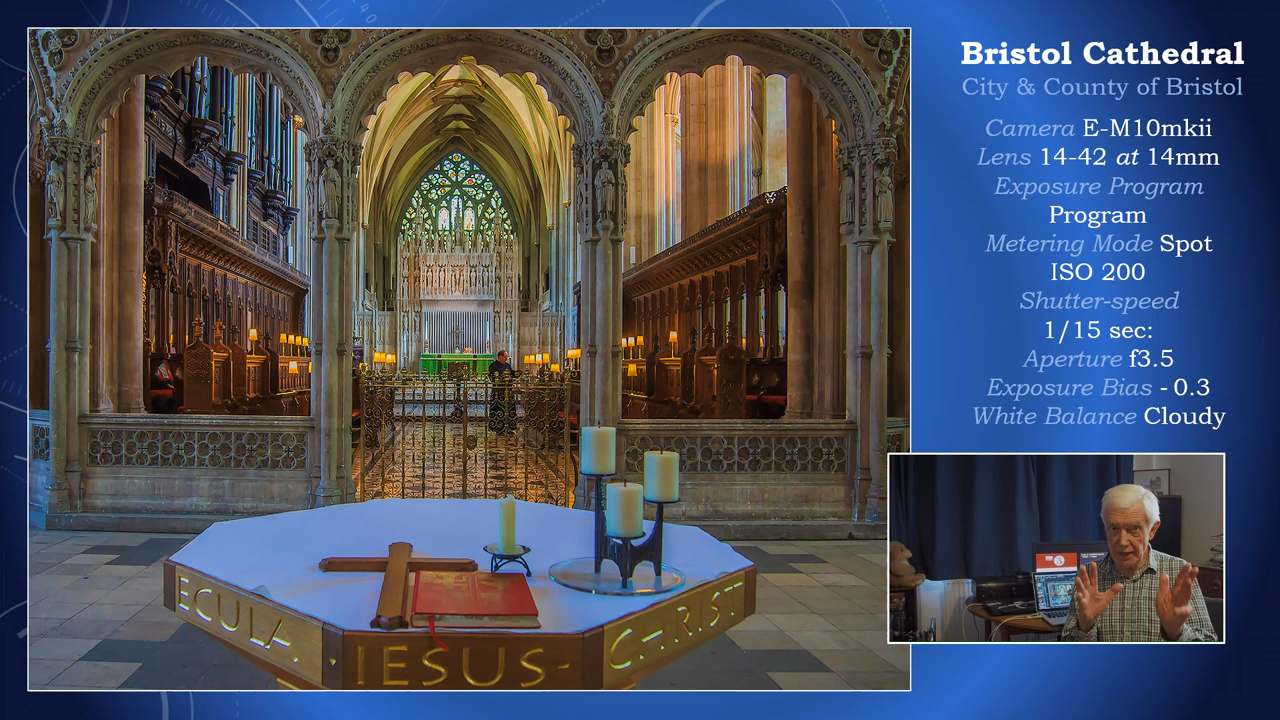 Bristol Cathedral
City & County of Bristol
Camera E-M10mkii
Lens 14-42 at 14mm
Exposure Program
Program
Metering Mode Spot
ISO 200
Shutter-speed
1/15 sec:
Aperture f3.5
Exposure Bias - 0.3
White Balance Cloudy
ECULA. · IESUS · CHRIST
40